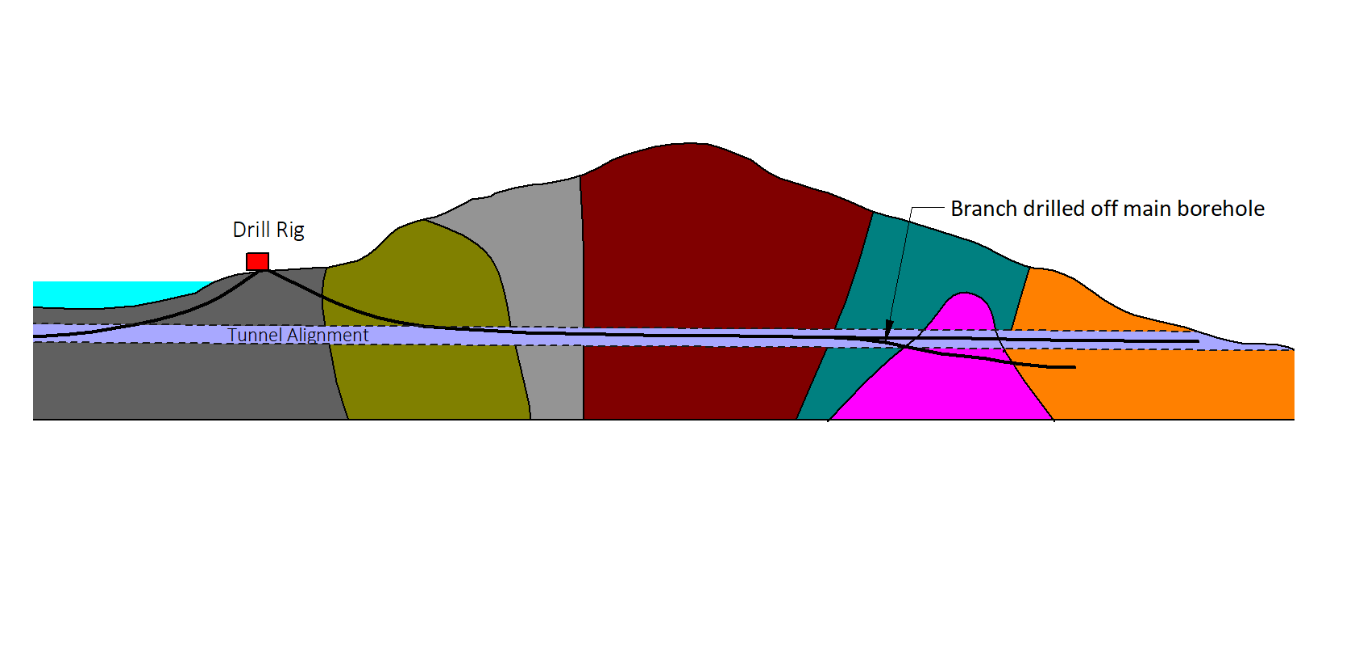 Branch drilled off main borehole
Drill Rig
Tunnel Alignment